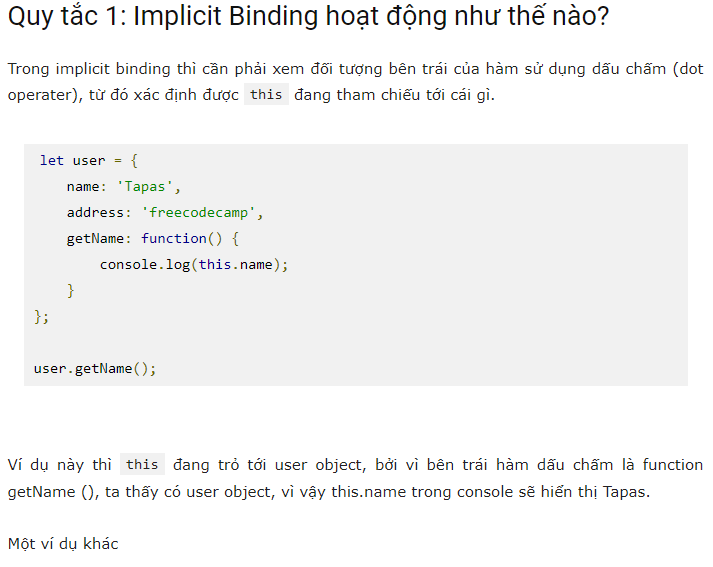 Quy tắc 1: Implicit Binding hoạt động như thế nào?
Trong implicit binding thì cần phải xem đối tượng bên trái của hàm sử dụng dấu chấm (dot
operater), từ đó xác định được this đang tham chiếu tới cái gì.
let user = {
name: 'Tapas',
address: 'freecodecamp',
getName: function() {
console.log(this.name);
}
};
user.getName();
Ví dụ này thì this đang trỏ tới user object, bởi vì bên trái hàm dấu chấm là function
getName (), ta thấy có user object, vì vậy this.name trong console sẽ hiển thị Tapas.
Một ví dụ khác